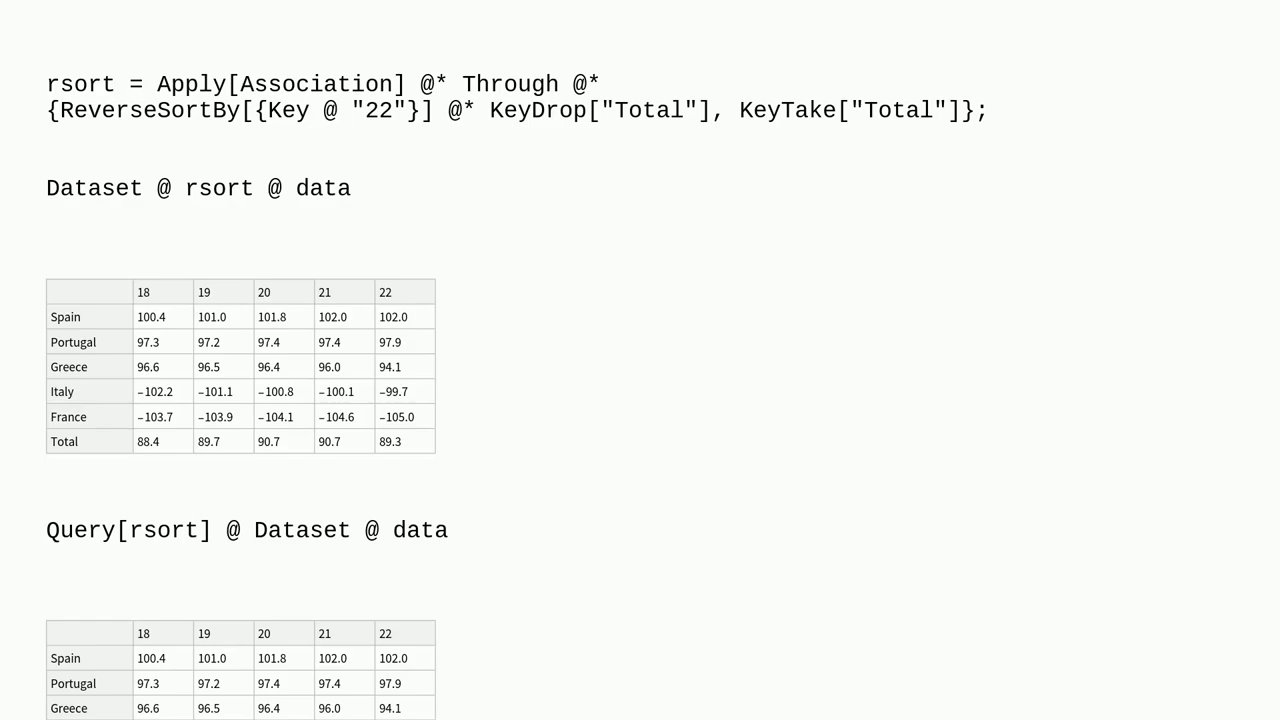 rsort = Apply[Association] @* Through @*
{ReverseSortBy[{Key @ "22"}] @* KeyDrop["Total"], KeyTake["Total"]};
Dataset @ rsort @ data
18 19 20 21 22
Spain 100.4 101.0 101.8 102.0 102.0
Portugal 97.3 97.2 97.4 97.4 97.9
Greece 96.6 96.5 96.4 96.0 94.1
Italy –102.2 –101.1 –100.8 –100.1 –99.7
France –103.7 –103.9 –104.1 –104.6 –105.0
Total 88.4 89.7 90.7 90.7 89.3
Query[rsort] @ Dataset @ data
18 19 20 21 22
Spain 100.4 101.0 101.8 102.0 102.0
Portugal 97.3 97.2 97.4 97.4 97.9
Greece 96.6 96.5 96.4 96.0 94.1